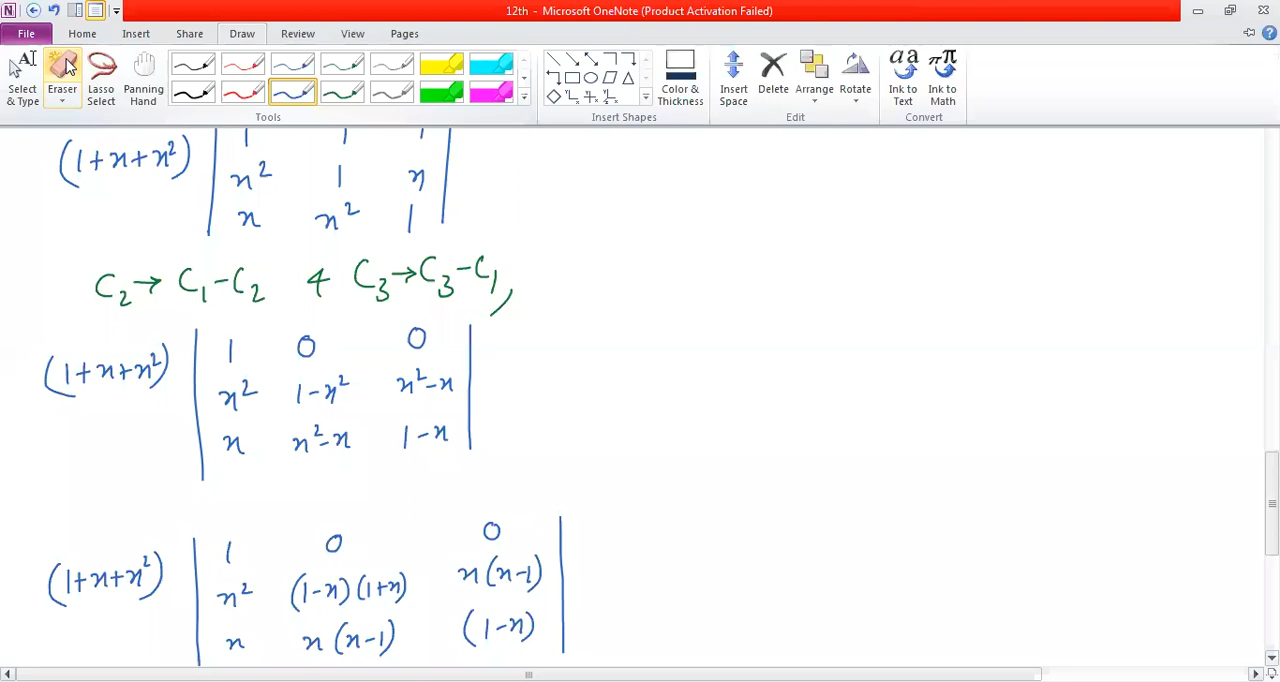 12th - Microsoft OneNote (Product Activation Failed)
File Home Insert Share Draw Review View Pages
Select & Type Eraser Lasso Select Panning Hand Color & Thickness Insert Space Delete Arrange Rotate Ink to Text Ink to Math
Tools Insert Shapes Edit Convert
1 1 1
(1+x+x²) | x² 1 x |
x x² 1
C₂→C₁-C₂ & C₃→C₃-C₁,
1 0 0
(1+x+x²) | x² 1-x² x²-x |
x x²-x 1-x
1 0 0
(1+x+x²) | x² (1-x)(1+x) x(x-1) |
x x(x-1) (1-x)